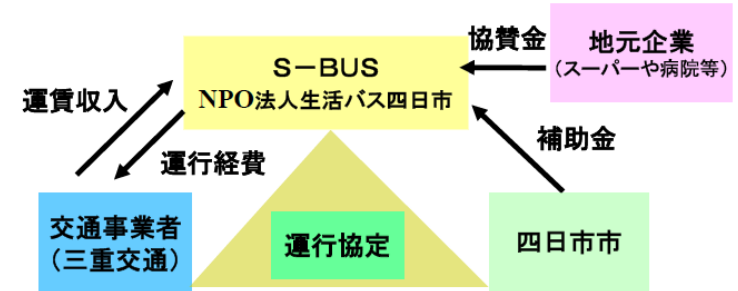 S－BUS
NPO法人生活バス四日市
協賛金
地元企業
（スーパーや病院等）
運賃収入
運行経費
補助金
交通事業者
（三重交通）
運行協定
四日市市